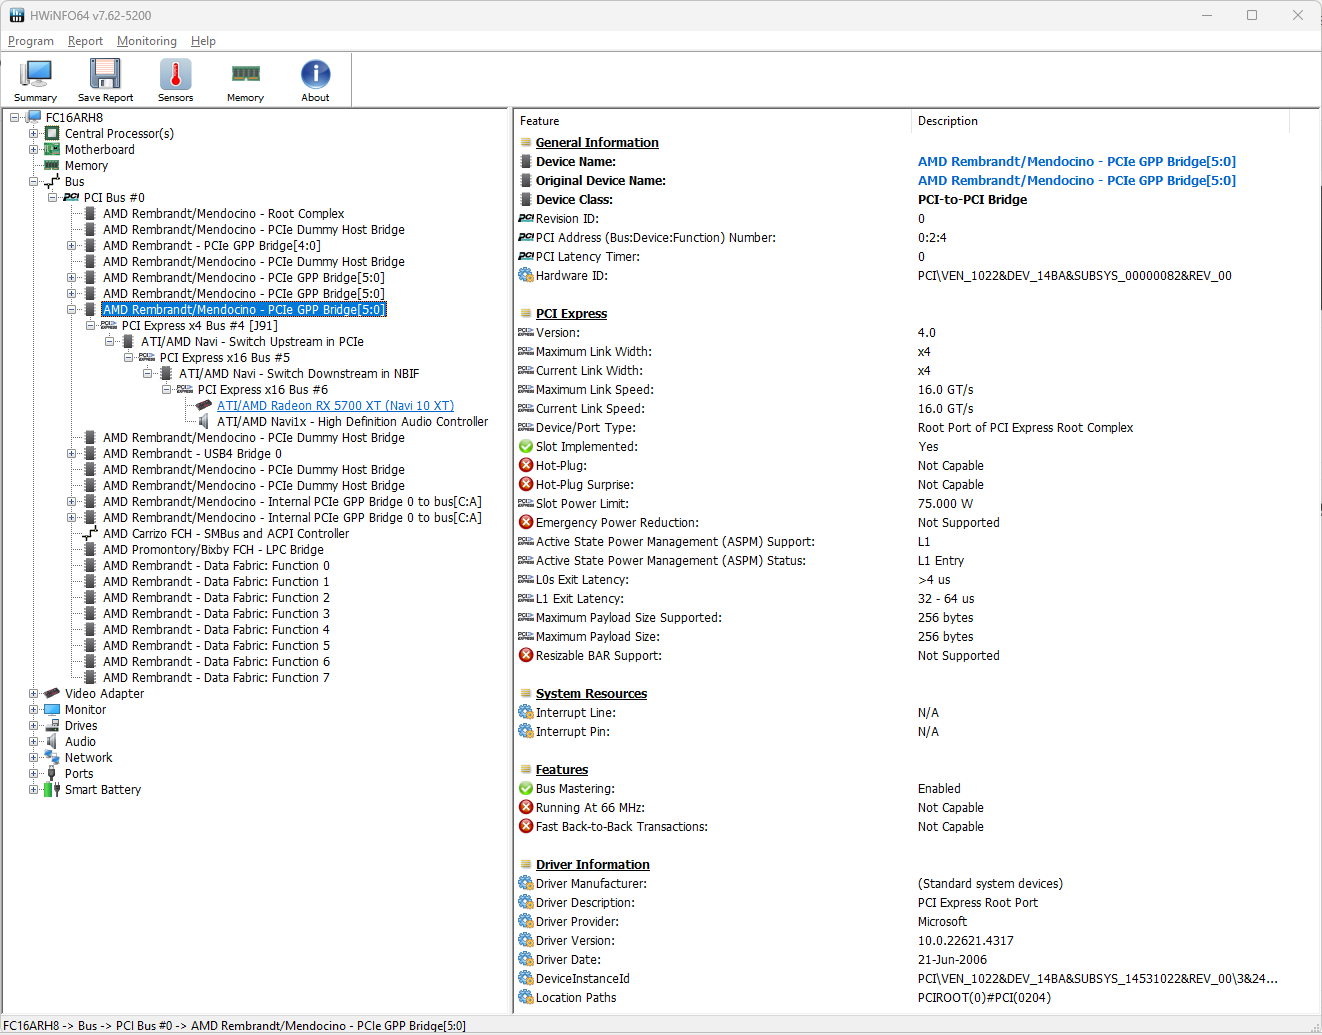 HWiNFO64 v7.62-5200
Program Report Monitoring Help
Summary Save Report Sensors Memory About
FC16ARH8
Central Processor(s)
Motherboard
Memory
Bus
PCI Bus #0
AMD Rembrandt/Mendocino - Root Complex
AMD Rembrandt/Mendocino - PCIe Dummy Host Bridge
AMD Rembrandt - PCIe GPP Bridge[4:0]
AMD Rembrandt/Mendocino - PCIe Dummy Host Bridge
AMD Rembrandt/Mendocino - PCIe GPP Bridge[5:0]
AMD Rembrandt/Mendocino - PCIe GPP Bridge[5:0]
AMD Rembrandt/Mendocino - PCIe GPP Bridge[5:0]
PCI Express x4 Bus #4 [J91]
ATI/AMD Navi - Switch Upstream in PCIe
PCI Express x16 Bus #5
ATI/AMD Navi - Switch Downstream in NBIF
PCI Express x16 Bus #6
ATI/AMD Radeon RX 5700 XT (Navi 10 XT)
ATI/AMD Navi1x - High Definition Audio Controller
AMD Rembrandt/Mendocino - PCIe Dummy Host Bridge
AMD Rembrandt - USB4 Bridge 0
AMD Rembrandt/Mendocino - PCIe Dummy Host Bridge
AMD Rembrandt/Mendocino - PCIe Dummy Host Bridge
AMD Rembrandt/Mendocino - Internal PCIe GPP Bridge 0 to bus[C:A]
AMD Rembrandt/Mendocino - Internal PCIe GPP Bridge 0 to bus[C:A]
AMD Carrizo FCH - SMBus and ACPI Controller
AMD Promontory/Bixby FCH - LPC Bridge
AMD Rembrandt - Data Fabric: Function 0
AMD Rembrandt - Data Fabric: Function 1
AMD Rembrandt - Data Fabric: Function 2
AMD Rembrandt - Data Fabric: Function 3
AMD Rembrandt - Data Fabric: Function 4
AMD Rembrandt - Data Fabric: Function 5
AMD Rembrandt - Data Fabric: Function 6
AMD Rembrandt - Data Fabric: Function 7
Video Adapter
Monitor
Drives
Audio
Network
Ports
Smart Battery
Feature Description
General Information
Device Name: AMD Rembrandt/Mendocino - PCIe GPP Bridge[5:0]
Original Device Name: AMD Rembrandt/Mendocino - PCIe GPP Bridge[5:0]
Device Class: PCI-to-PCI Bridge
Revision ID: 0
PCI Address (Bus:Device:Function) Number: 0:2:4
PCI Latency Timer: 0
Hardware ID: PCI\VEN_1022&DEV_14BA&SUBSYS_00000082&REV_00
PCI Express
Version: 4.0
Maximum Link Width: x4
Current Link Width: x4
Maximum Link Speed: 16.0 GT/s
Current Link Speed: 16.0 GT/s
Device/Port Type: Root Port of PCI Express Root Complex
Slot Implemented: Yes
Hot-Plug: Not Capable
Hot-Plug Surprise: Not Capable
Slot Power Limit: 75.000 W
Emergency Power Reduction: Not Supported
Active State Power Management (ASPM) Support: L1
Active State Power Management (ASPM) Status: L1 Entry
L0s Exit Latency: >4 us
L1 Exit Latency: 32 - 64 us
Maximum Payload Size Supported: 256 bytes
Maximum Payload Size: 256 bytes
Resizable BAR Support: Not Supported
System Resources
Interrupt Line: N/A
Interrupt Pin: N/A
Features
Bus Mastering: Enabled
Running At 66 MHz: Not Capable
Fast Back-to-Back Transactions: Not Capable
Driver Information
Driver Manufacturer: (Standard system devices)
Driver Description: PCI Express Root Port
Driver Provider: Microsoft
Driver Version: 10.0.22621.4317
Driver Date: 21-Jun-2006
DeviceInstanceId PCI\VEN_1022&DEV_14BA&SUBSYS_14531022&REV_00\3&24...
Location Paths PCIROOT(0)#PCI(0204)
FC16ARH8 -> Bus -> PCI Bus #0 -> AMD Rembrandt/Mendocino - PCIe GPP Bridge[5:0]